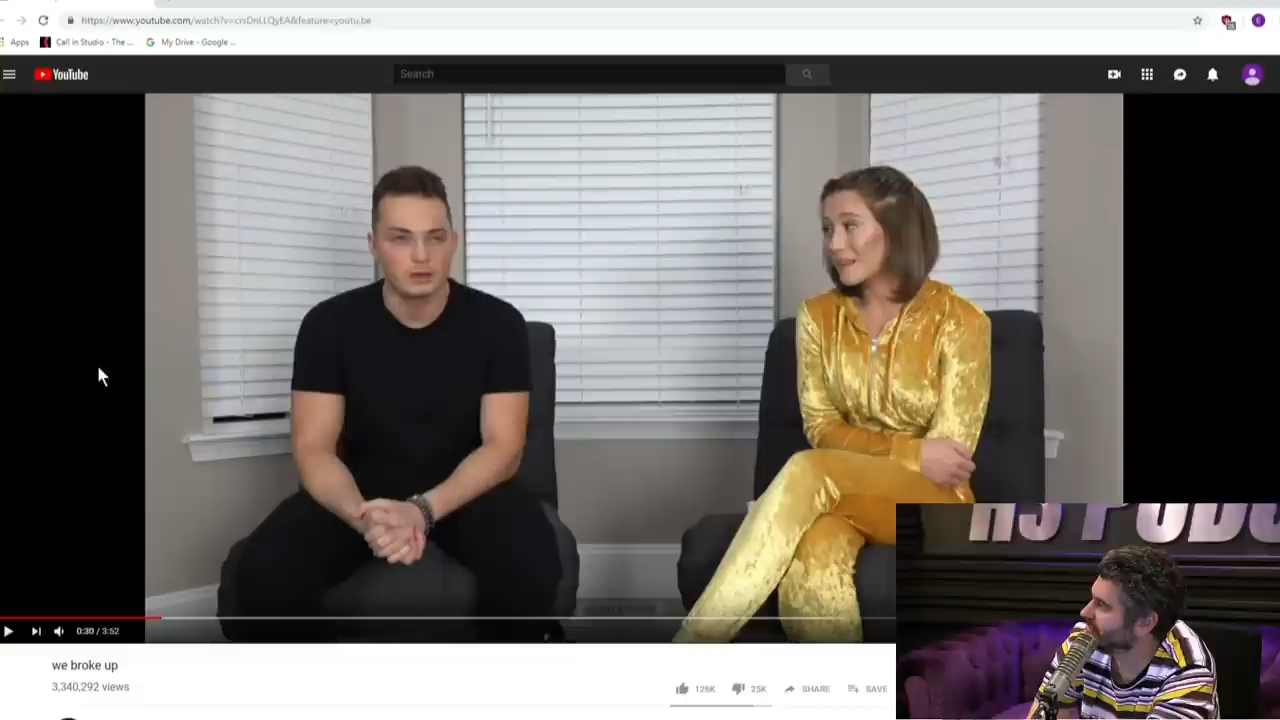 https://www.youtube.com/watch?v=crsDnLLQyEA&feature=youtu.be
Apps Call in Studio - The ... My Drive - Google ...
YouTube
Search
0:30 / 3:52
H3 PODC
we broke up
3,340,292 views
126K 25K SHARE SAVE